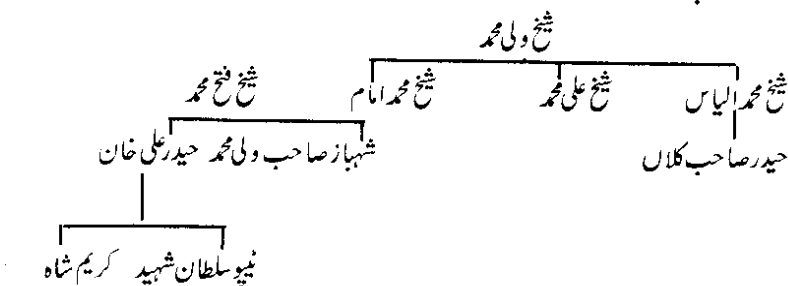 شیخ ولی محمد
شیخ محمد الیاس شیخ علی محمد شیخ محمد امام شیخ فتح محمد
حیدر صاحب کلاں شہباز صاحب ولی محمد حیدر علی خان
ٹیپو سلطان شہید کریم شاہ